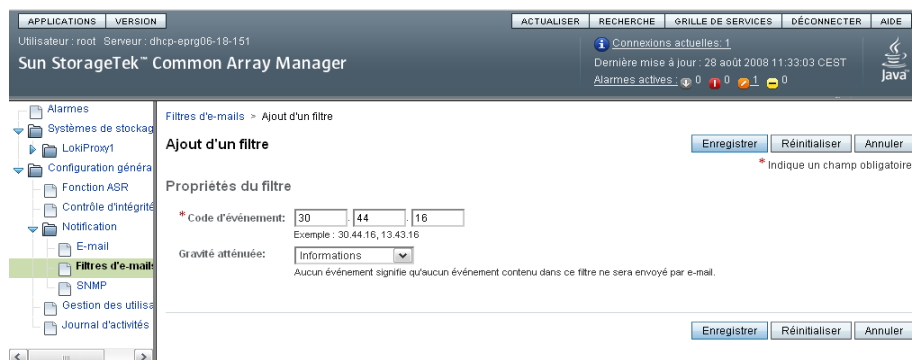 APPLICATIONS VERSION ACTUALISER RECHERCHE GRILLE DE SERVICES DÉCONNECTER AIDE
Utilisateur : root Serveur : dhcp-eprg06-18-151
Sun StorageTek™ Common Array Manager
Connexions actuelles: 1
Dernière mise à jour : 28 août 2008 11:33:03 CEST
Alarmes actives : 0 0 1 0
Java
Alarmes
Systèmes de stockag
LokiProxy1
Configuration généra
Fonction ASR
Contrôle d'intégrité
Notification
E-mail
Filtres d'e-mails
SNMP
Gestion des utilisa
Journal d'activités
Filtres d'e-mails > Ajout d'un filtre
Ajout d'un filtre
Enregistrer Réinitialiser Annuler
* Indique un champ obligatoire
Propriétés du filtre
* Code d'événement: 30 . 44 . 16
Exemple : 30.44.16, 13.43.16
Gravité atténuée: Informations
Aucun événement signifie qu'aucun événement contenu dans ce filtre ne sera envoyé par e-mail.
Enregistrer Réinitialiser Annuler